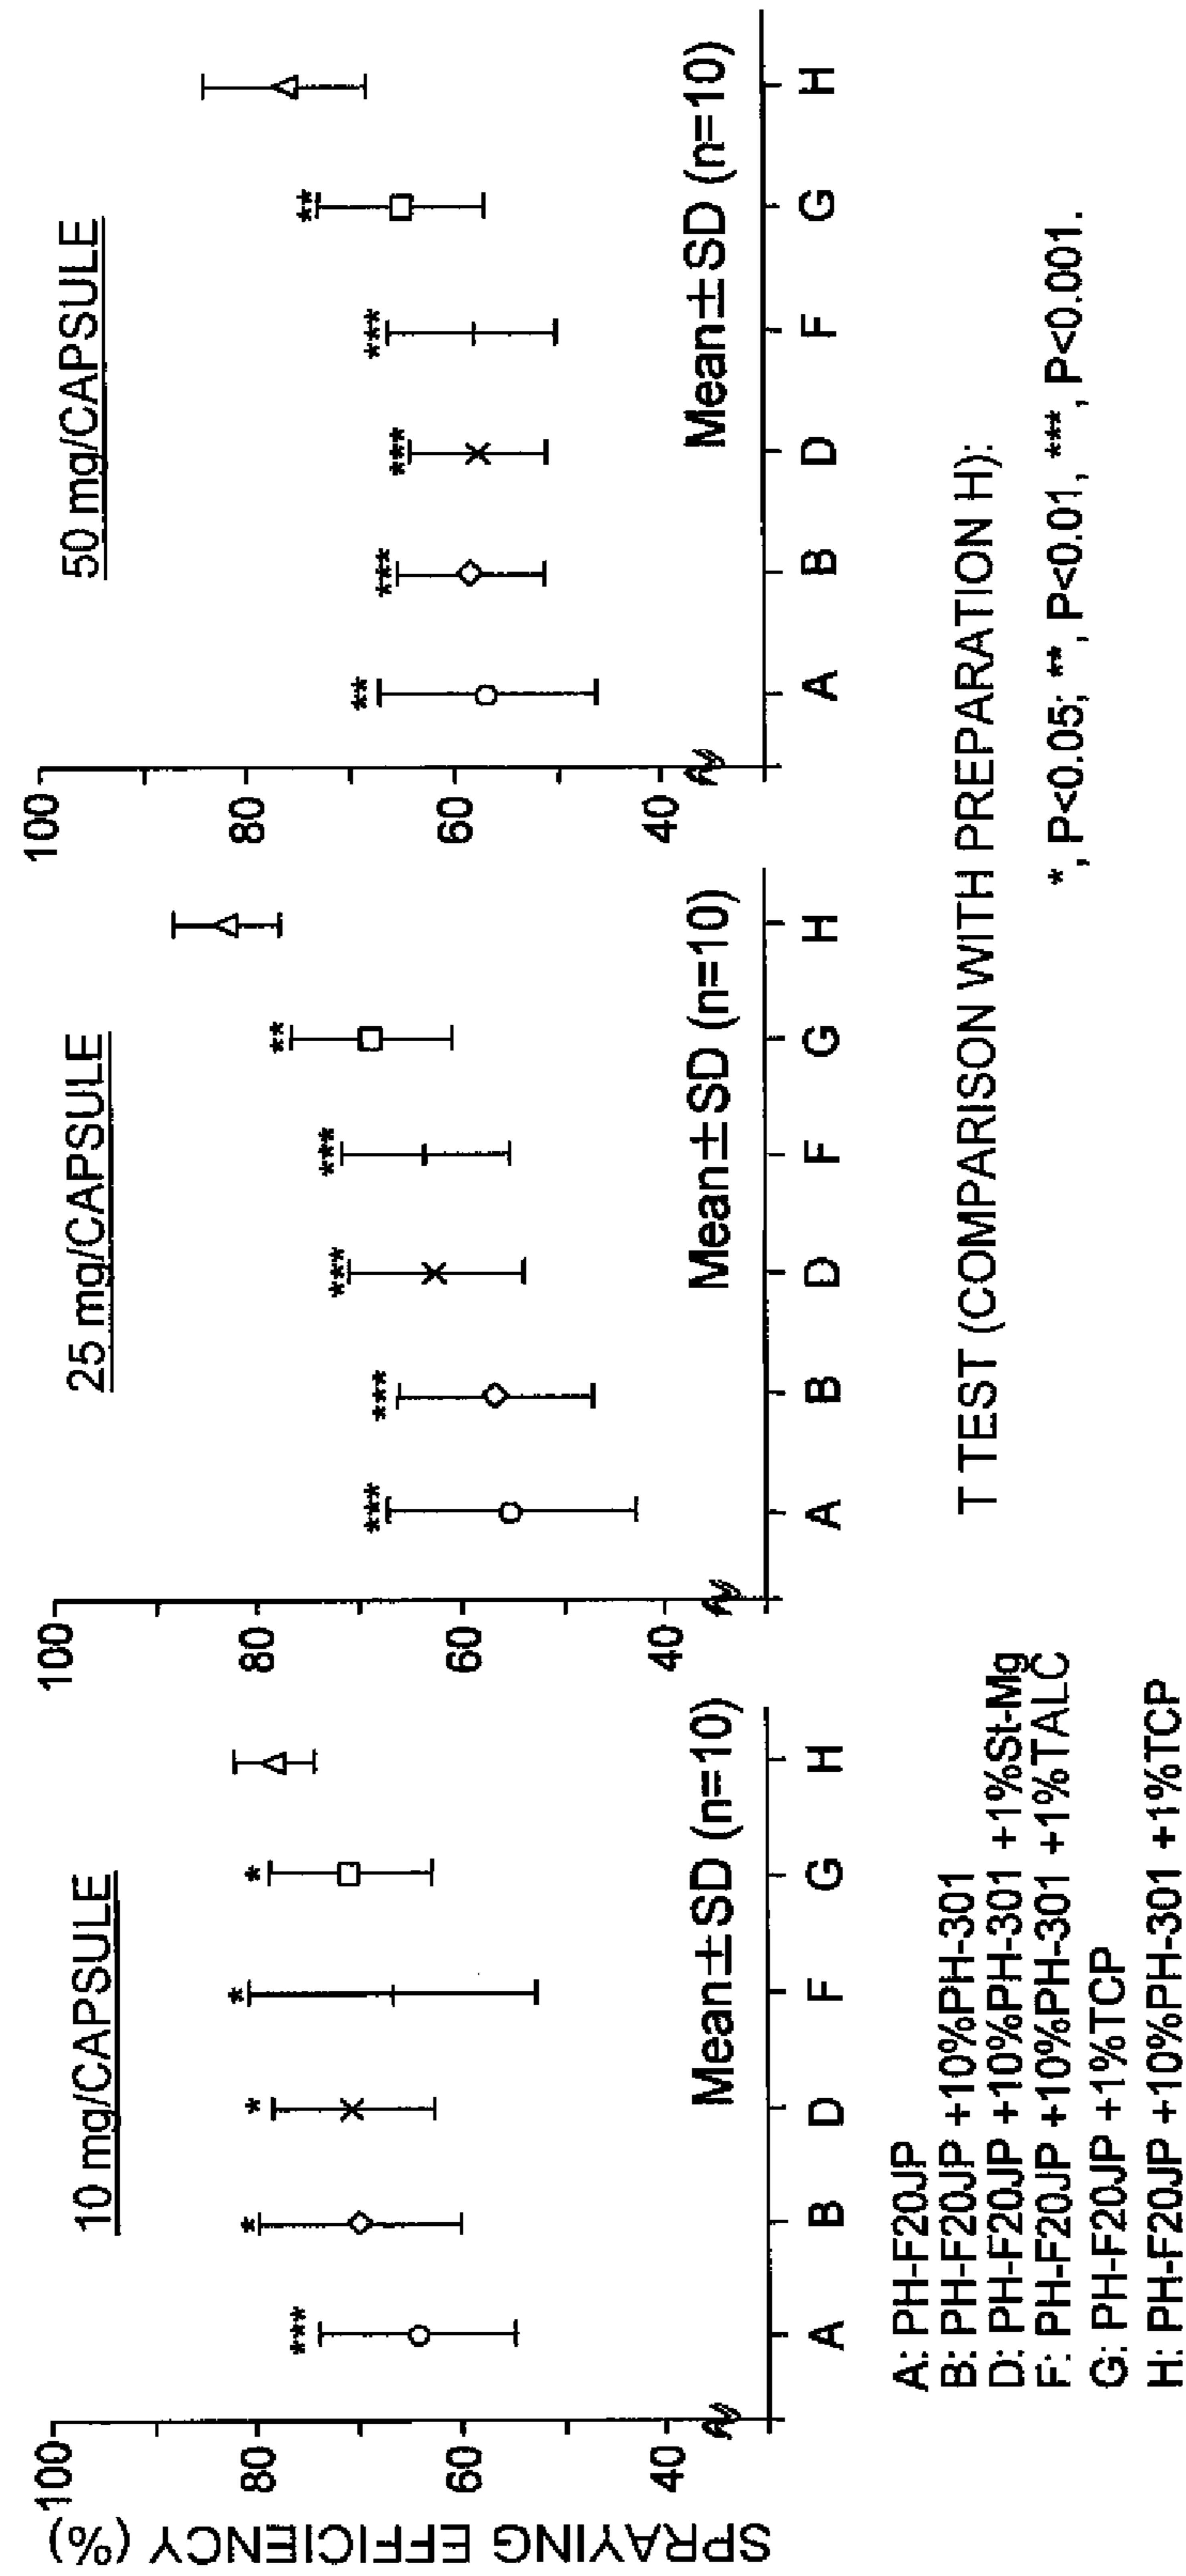 SPRAYING EFFICIENCY (%)
10 mg/CAPSULE
100
80
60
40
*** * * * *
A B D F G H
Mean±SD (n=10)
25 mg/CAPSULE
100
80
60
40
*** *** *** *** **
A B D F G H
Mean±SD (n=10)
50 mg/CAPSULE
100
80
60
40
** *** *** *** **
A B D F G H
Mean±SD (n=10)
A: PH-F20JP
B: PH-F20JP +10%PH-301
D: PH-F20JP +10%PH-301 +1%St-Mg
F: PH-F20JP +10%PH-301 +1%TALC
G: PH-F20JP +1%TCP
H: PH-F20JP +10%PH-301 +1%TCP
T TEST (COMPARISON WITH PREPARATION H):
*, P<0.05; **, P<0.01, ***, P<0.001.